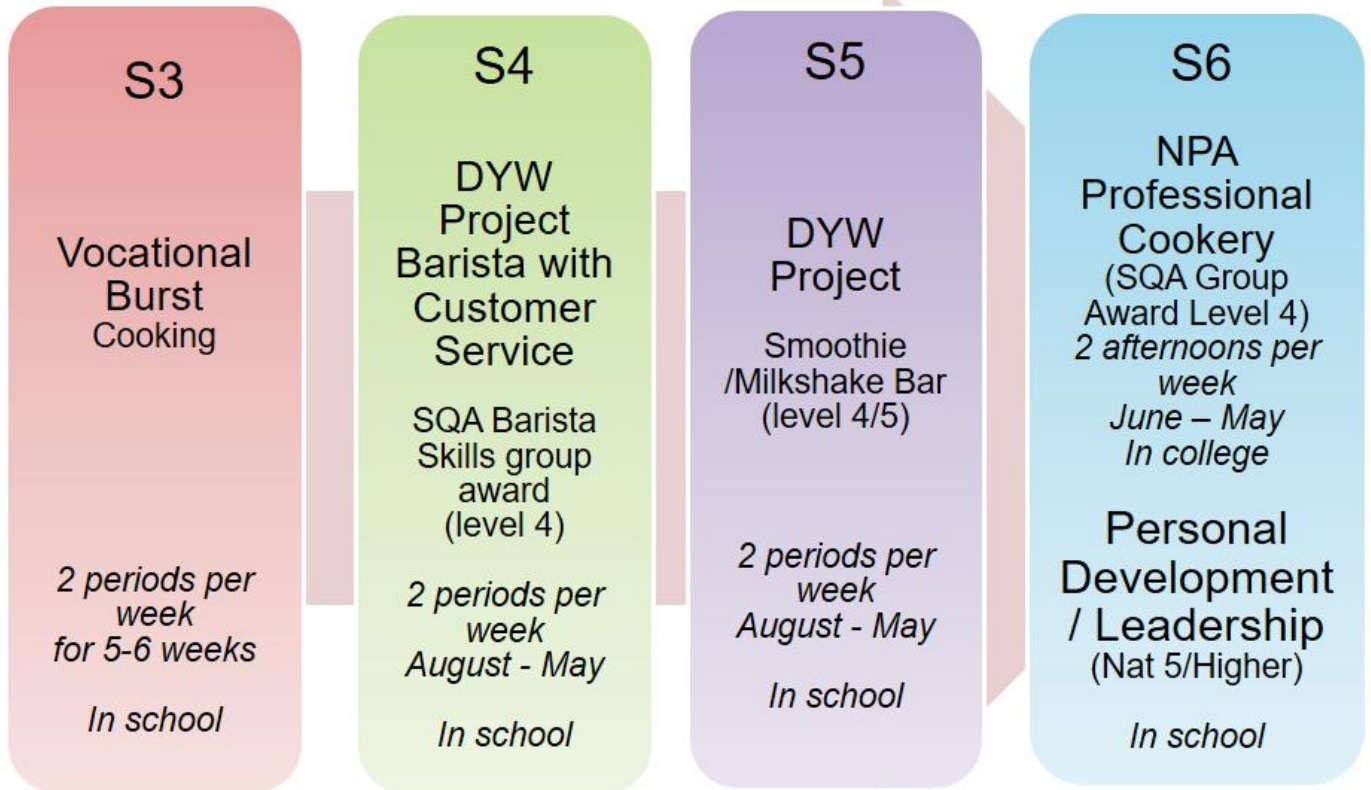 S3
Vocational
Burst
Cooking
2 periods per
week
for 5-6 weeks
In school
S4
DYW
Project
Barista with
Customer
Service
SQA Barista
Skills group
award
(level 4)
2 periods per
week
August - May
In school
S5
DYW
Project
Smoothie
/Milkshake Bar
(level 4/5)
2 periods per
week
August - May
In school
S6
NPA
Professional
Cookery
(SQA Group
Award Level 4)
2 afternoons per
week
June – May
In college
Personal
Development
/ Leadership
(Nat 5/Higher)
In school